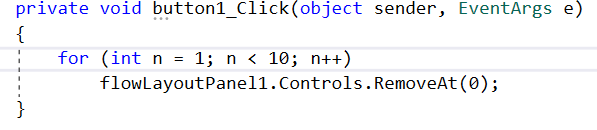 private void button1_Click(object sender, EventArgs e)
{
for (int n = 1; n < 10; n++)
flowLayoutPanel1.Controls.RemoveAt(0);
}